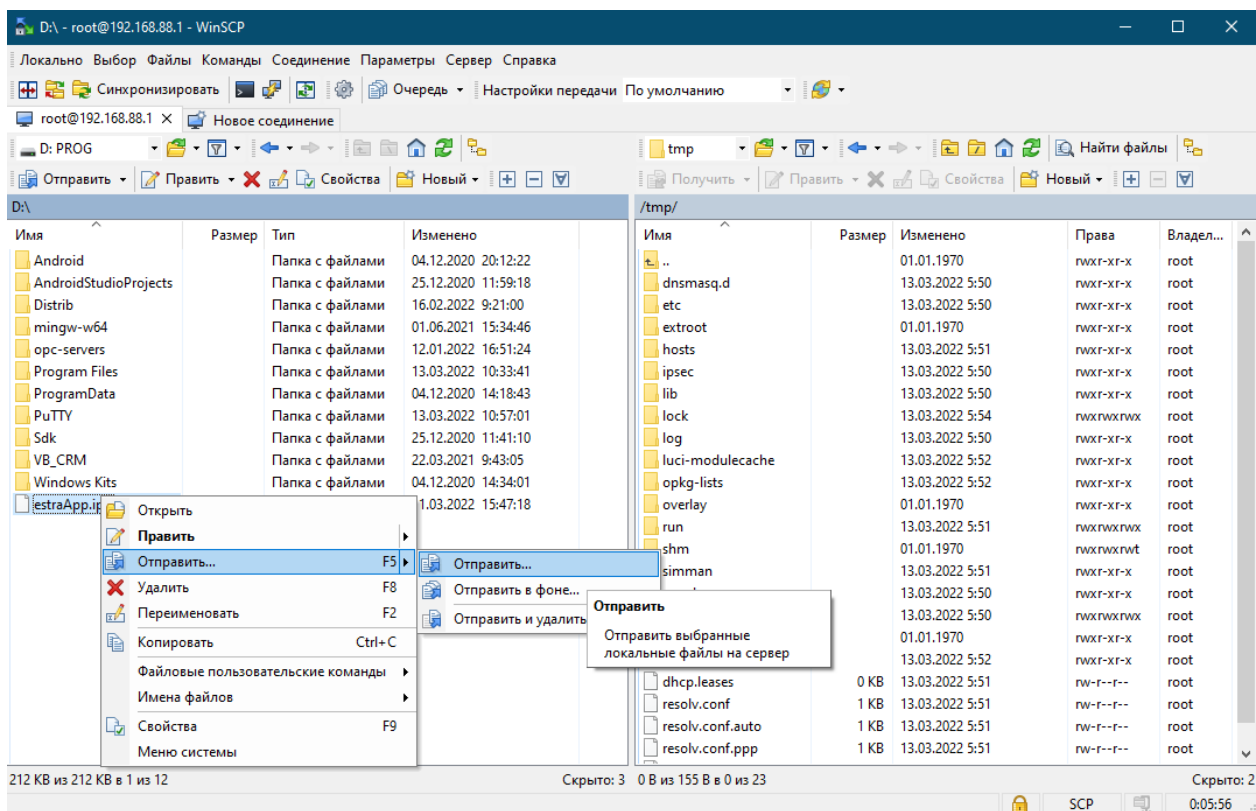 D:\ - root@192.168.88.1 - WinSCP
Локально Выбор Файлы Команды Соединение Параметры Сервер Справка
Синхронизировать Очередь Настройки передачи По умолчанию
root@192.168.88.1 Новое соединение
D: PROG tmp Найти файлы
Отправить Править Свойства Новый Получить Править Свойства Новый
D:\ /tmp/
Имя Размер Тип Изменено Имя Размер Изменено Права Владел...
Android Папка с файлами 04.12.2020 20:12:22 .. 01.01.1970 rwxr-xr-x root
AndroidStudioProjects Папка с файлами 25.12.2020 11:59:18 dnsmasq.d 13.03.2022 5:50 rwxr-xr-x root
Distrib Папка с файлами 16.02.2022 9:21:00 etc 13.03.2022 5:50 rwxr-xr-x root
mingw-w64 Папка с файлами 01.06.2021 15:34:46 extroot 01.01.1970 rwxr-xr-x root
opc-servers Папка с файлами 12.01.2022 16:51:24 hosts 13.03.2022 5:51 rwxr-xr-x root
Program Files Папка с файлами 13.03.2022 10:33:41 ipsec 13.03.2022 5:50 rwxr-xr-x root
ProgramData Папка с файлами 04.12.2020 14:18:43 lib 13.03.2022 5:50 rwxr-xr-x root
PuTTY Папка с файлами 13.03.2022 10:57:01 lock 13.03.2022 5:54 rwxrwxrwx root
Sdk Папка с файлами 25.12.2020 11:41:10 log 13.03.2022 5:50 rwxr-xr-x root
VB_CRM Папка с файлами 22.03.2021 9:43:05 luci-modulecache 13.03.2022 5:52 rwxr-xr-x root
Windows Kits Папка с файлами 04.12.2020 14:34:01 opkg-lists 13.03.2022 5:52 rwxr-xr-x root
estraApp.ip 1.03.2022 15:47:18 overlay 01.01.1970 rwxr-xr-x root
Открыть
run 13.03.2022 5:51 rwxrwxrwx root
Править
shm 01.01.1970 rwxrwxrwt root
Отправить... F5 Отправить... simman 13.03.2022 5:51 rwxr-xr-x root
Удалить F8 Отправить в фоне... 13.03.2022 5:50 rwxr-xr-x root
Переименовать F2 Отправить и удалить Отправить 13.03.2022 5:50 rwxrwxrwx root
Копировать Ctrl+C Отправить выбранные 01.01.1970 rwxr-xr-x root
локальные файлы на сервер 13.03.2022 5:52 rwxr-xr-x root
Файловые пользовательские команды
dhcp.leases 0 KB 13.03.2022 5:51 rw-r--r-- root
Имена файлов
resolv.conf 1 KB 13.03.2022 5:51 rw-r--r-- root
Свойства F9 resolv.conf.auto 1 KB 13.03.2022 5:51 rw-r--r-- root
Меню системы resolv.conf.ppp 1 KB 13.03.2022 5:51 rw-r--r-- root
212 KB из 212 KB в 1 из 12 Скрыто: 3 0 B из 155 B в 0 из 23 Скрыто: 2
SCP 0:05:56